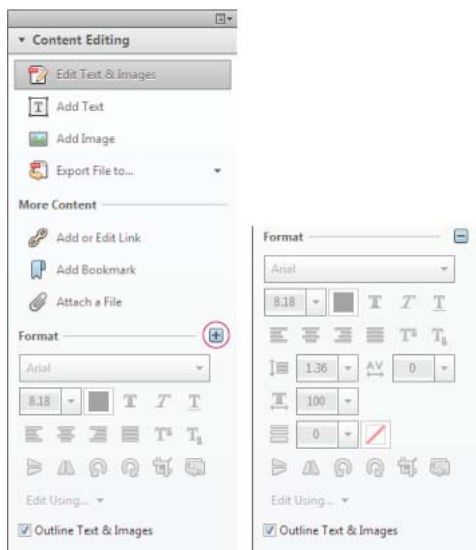 Content Editing
Edit Text & Images
Add Text
Add Image
Export File to...
More Content
Add or Edit Link
Add Bookmark
Attach a File
Format
Arial
8.18 T T T
T T
Edit Using...
Outline Text & Images
Format
Arial
8.18 T T T
T T
1.36 AV 0
T 100
0
Edit Using...
Outline Text & Images